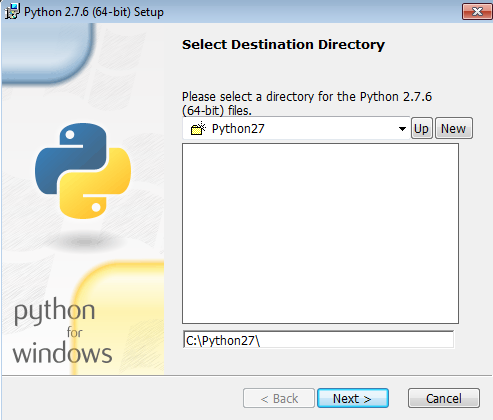 Python 2.7.6 (64-bit) Setup
Select Destination Directory
Please select a directory for the Python 2.7.6
(64-bit) files.
Python27
Up
New
C:\Python27\
python
for
windows
< Back
Next >
Cancel